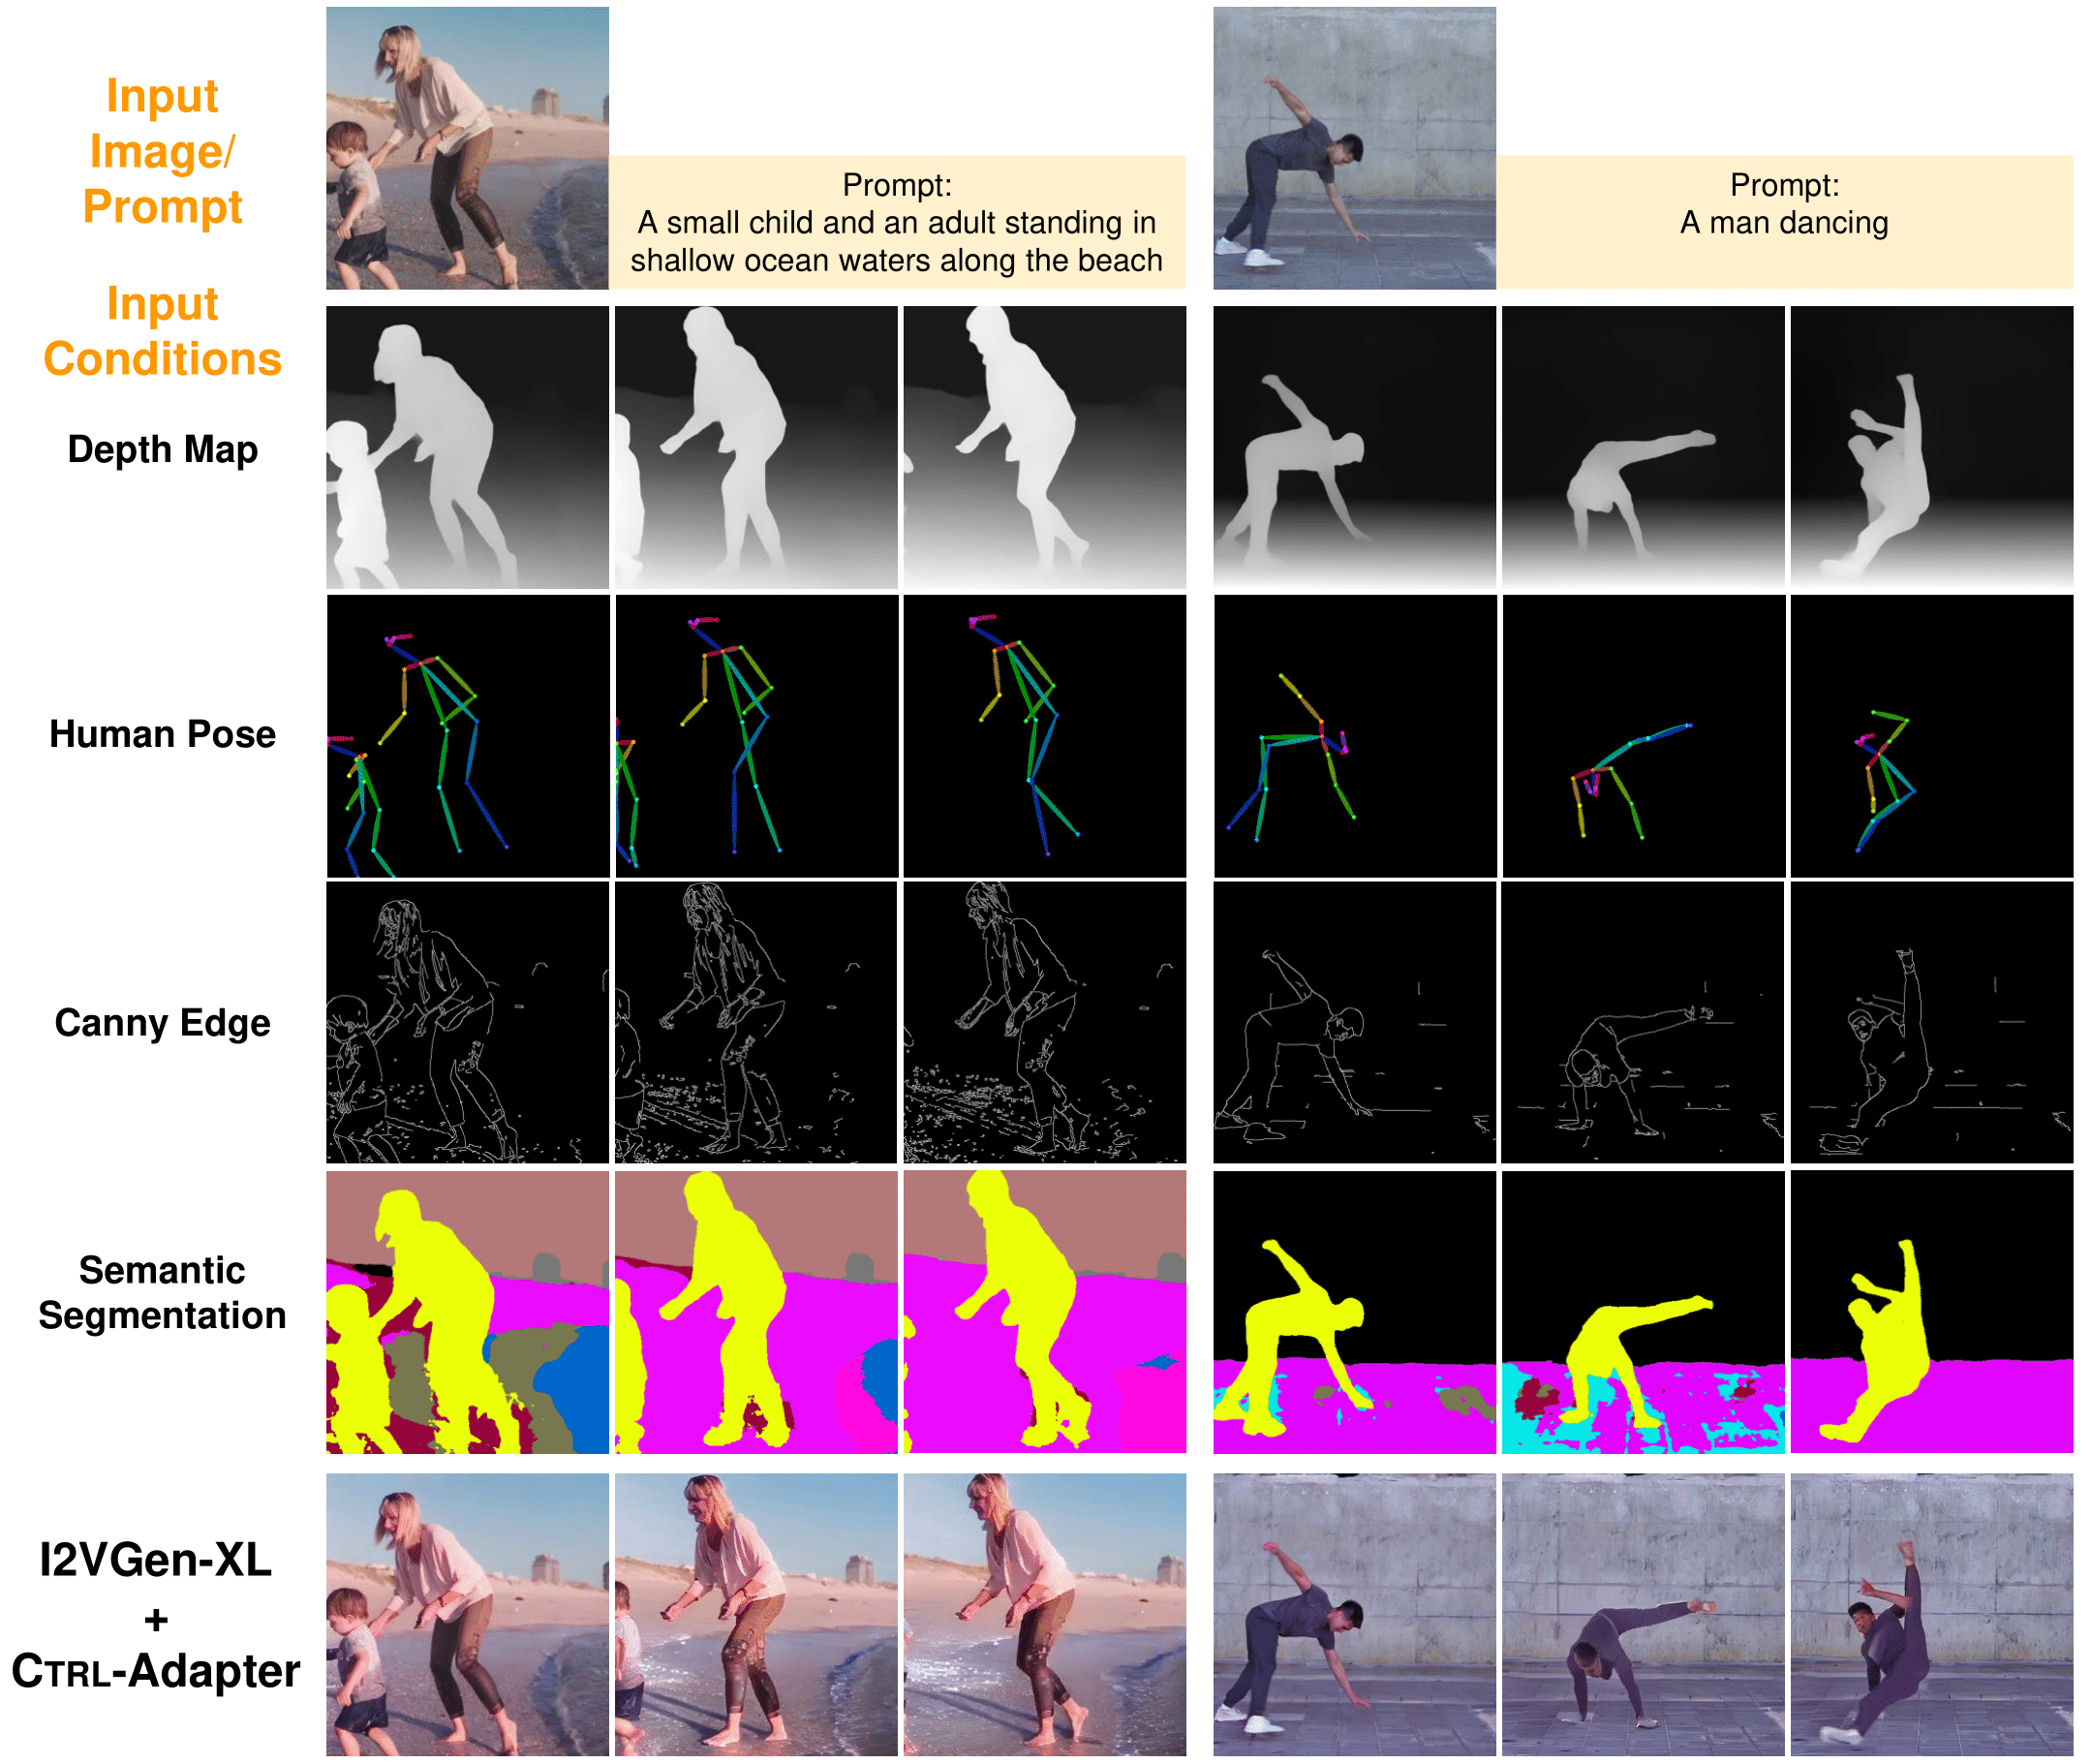 Input
Image/
Prompt
Prompt:
A small child and an adult standing in
shallow ocean waters along the beach
Prompt:
A man dancing
Input
Conditions
Depth Map
Human Pose
Canny Edge
Semantic
Segmentation
I2VGen-XL
+
CTRL-Adapter